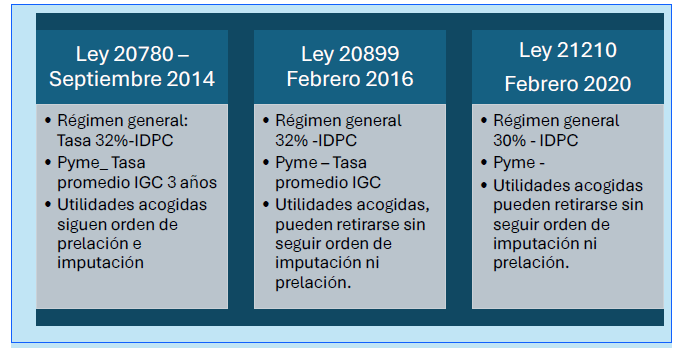 Ley 20780 –
Septiembre 2014
• Régimen general:
Tasa 32%-IDPC
• Pyme_ Tasa
promedio IGC 3 años
• Utilidades acogidas
siguen orden de
prelación e
imputación
Ley 20899
Febrero 2016
• Régimen general
32% -IDPC
• Pyme – Tasa
promedio IGC
• Utilidades acogidas,
pueden retirarse sin
seguir orden de
imputación ni
prelación.
Ley 21210
Febrero 2020
• Régimen general
30% - IDPC
• Pyme -
• Utilidades acogidas
pueden retirarse sin
seguir orden de
imputación ni
prelación.